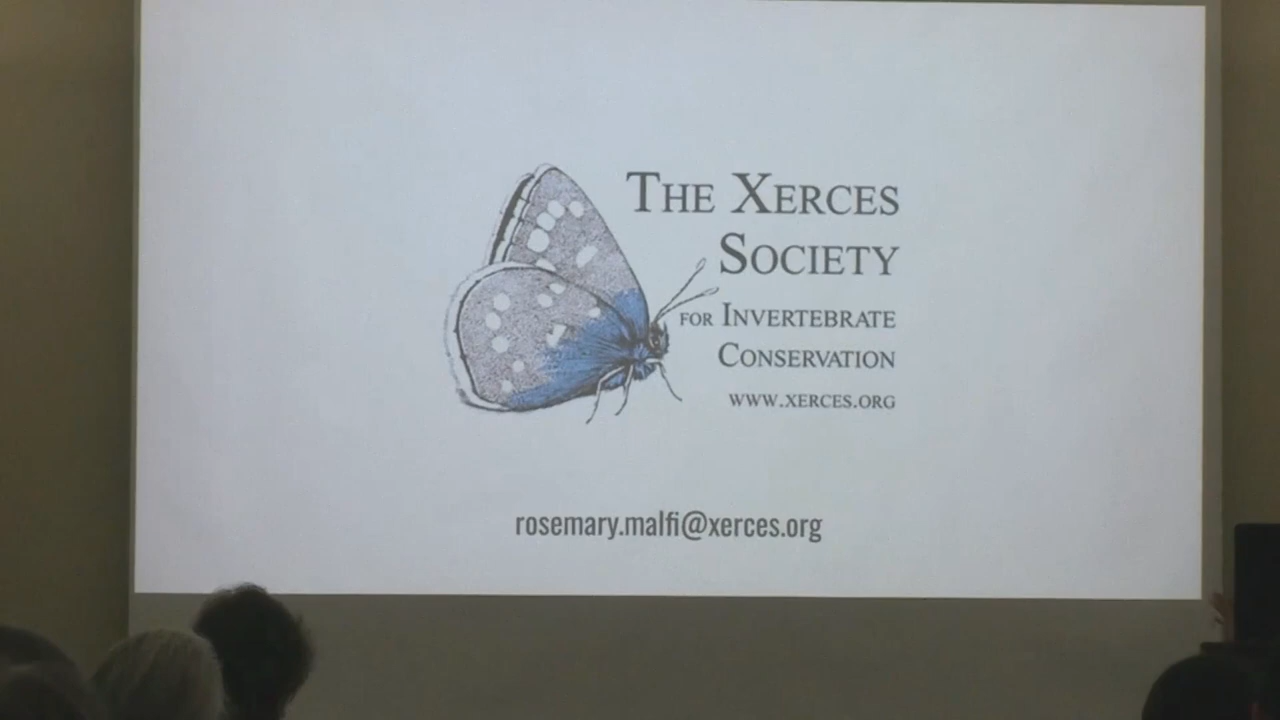 THE XERCES
SOCIETY
FOR INVERTEBRATE
CONSERVATION
WWW.XERCES.ORG
rosemary.malfi@xerces.org